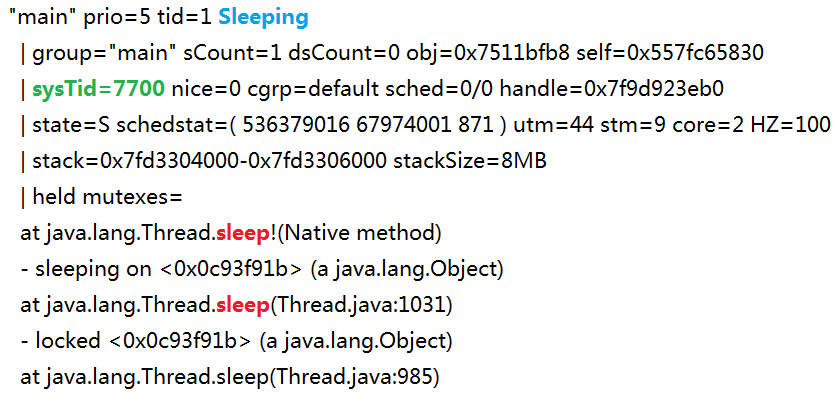 "main" prio=5 tid=1 Sleeping
| group="main" sCount=1 dsCount=0 obj=0x7511bfb8 self=0x557fc65830
| sysTid=7700 nice=0 cgrp=default sched=0/0 handle=0x7f9d923eb0
| state=S schedstat=( 536379016 67974001 871 ) utm=44 stm=9 core=2 HZ=100
| stack=0x7fd3304000-0x7fd3306000 stackSize=8MB
| held mutexes=
at java.lang.Thread.sleep!(Native method)
- sleeping on <0x0c93f91b> (a java.lang.Object)
at java.lang.Thread.sleep(Thread.java:1031)
- locked <0x0c93f91b> (a java.lang.Object)
at java.lang.Thread.sleep(Thread.java:985)